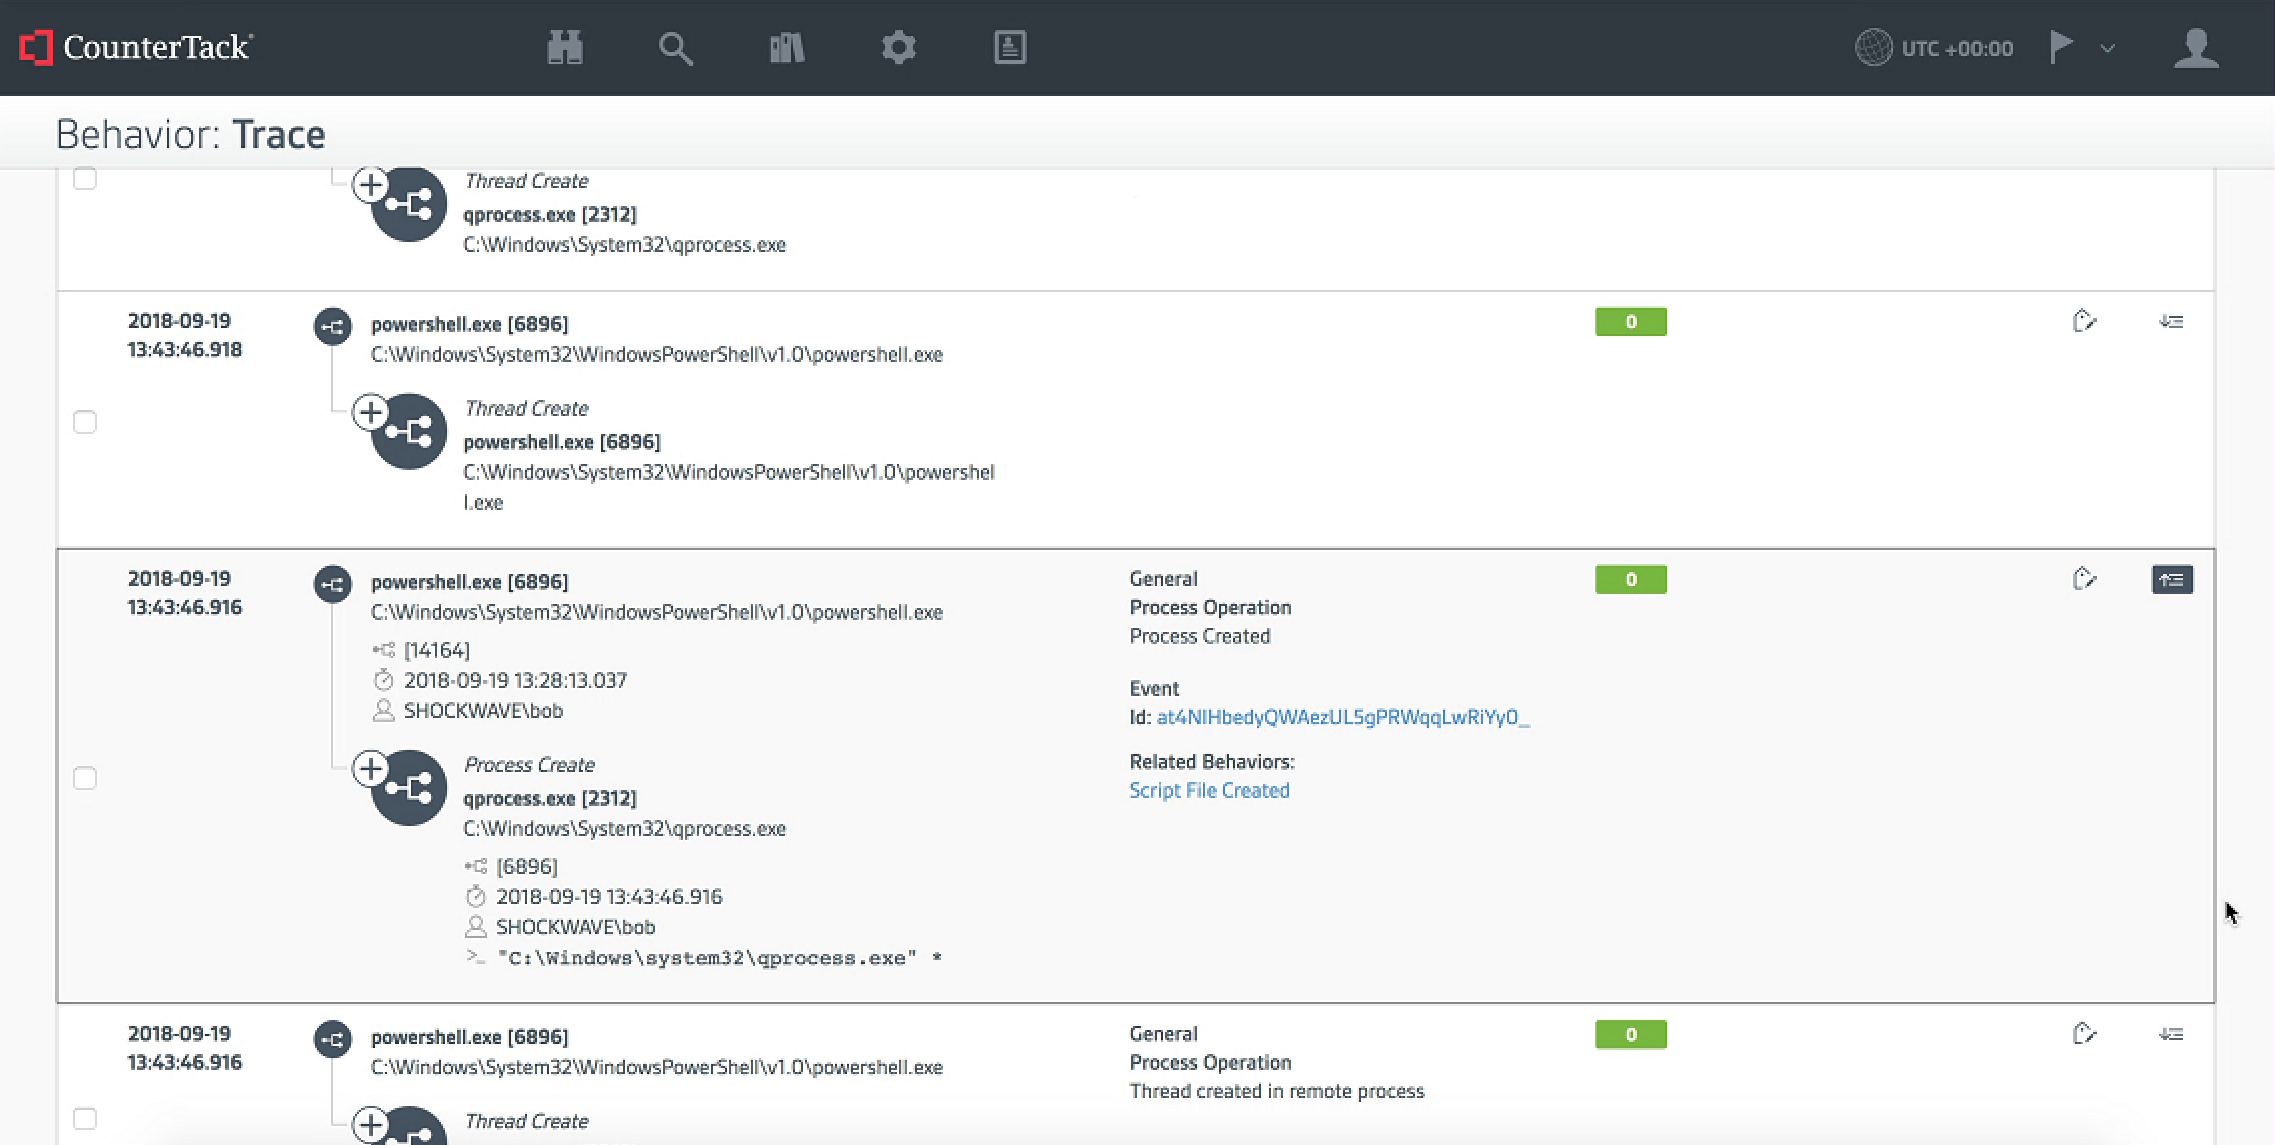 CounterTack
UTC +00:00
Behavior: Trace
Thread Create
qprocess.exe [2312]
C:\Windows\System32\qprocess.exe
2018-09-19
13:43:46.918
powershell.exe [6896]
C:\Windows\System32\WindowsPowerShell\v1.0\powershell.exe
0
Thread Create
powershell.exe [6896]
C:\Windows\System32\WindowsPowerShell\v1.0\powershel
l.exe
2018-09-19
13:43:46.916
powershell.exe [6896]
C:\Windows\System32\WindowsPowerShell\v1.0\powershell.exe
[14164]
2018-09-19 13:28:13.037
SHOCKWAVE\bob
Process Create
qprocess.exe [2312]
C:\Windows\System32\qprocess.exe
[6896]
2018-09-19 13:43:46.916
SHOCKWAVE\bob
>_ "C:\Windows\system32\qprocess.exe" *
General
Process Operation
Process Created
Event
Id: at4NIHbedyQWAezUL5gPRWqqLwRiYy0_
Related Behaviors:
Script File Created
0
2018-09-19
13:43:46.916
powershell.exe [6896]
C:\Windows\System32\WindowsPowerShell\v1.0\powershell.exe
Thread Create
General
Process Operation
Thread created in remote process
0